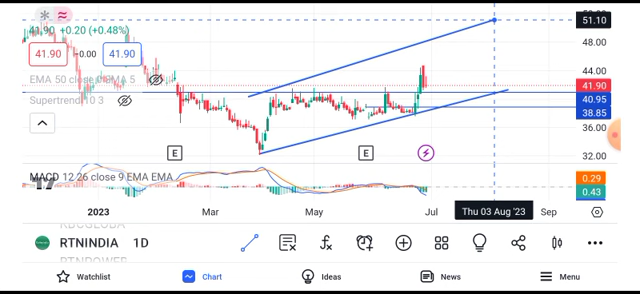 51.10
41.90 +0.20 (+0.48%)
48.00
41.90 −0.00 41.90
44.00
EMA 50 close
EMA 5
41.90
Supertrend 10 3
40.95
38.85
36.00
E E
32.00
MACD 12 26 close 9 EMA EMA
0.29
0.43
2023 Mar May Jul Thu 03 Aug '23 Sep
RTNINDIA 1D
Watchlist Chart Ideas News Menu